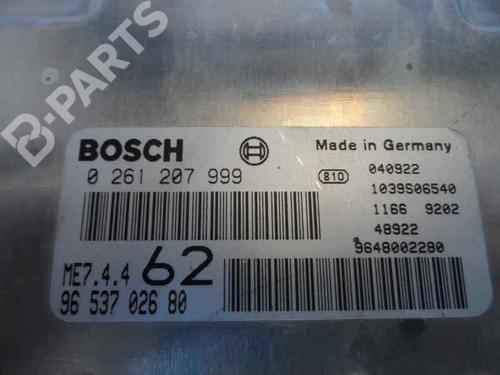 B-PARTS
BOSCH
Made in Germany
0 261 207 999
810
040922
1039S06540
1166 9202
48922
9648002280
ME7.4.4 62
96 537 026 80